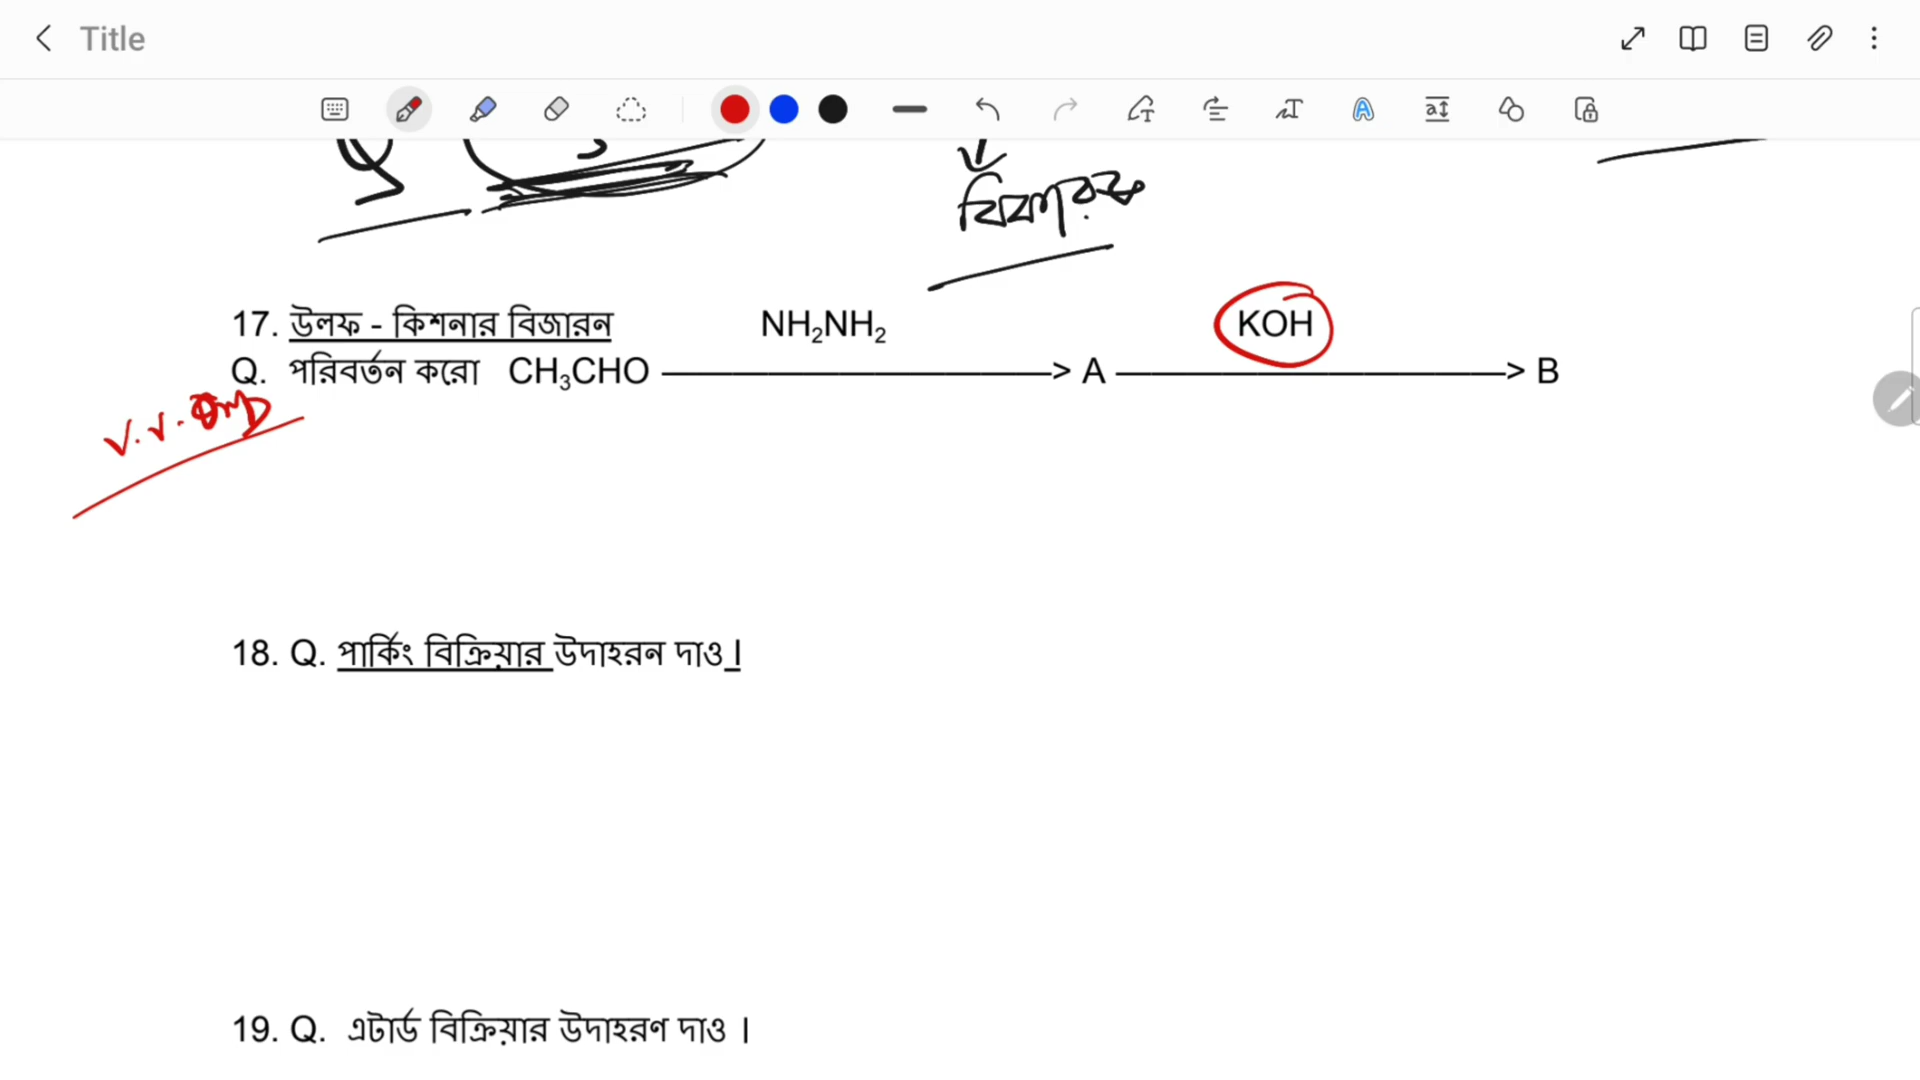 Title
বিকারক
17. উলফ - কিশনার বিজারন NH₂NH₂ KOH
Q. পরিবর্তন করো CH₃CHO ———————————> A ———————————> B
v.v.
18. Q. পার্কিং বিক্রিয়ার উদাহরন দাও ।
19. Q. এটার্ড বিক্রিয়ার উদাহরণ দাও ।